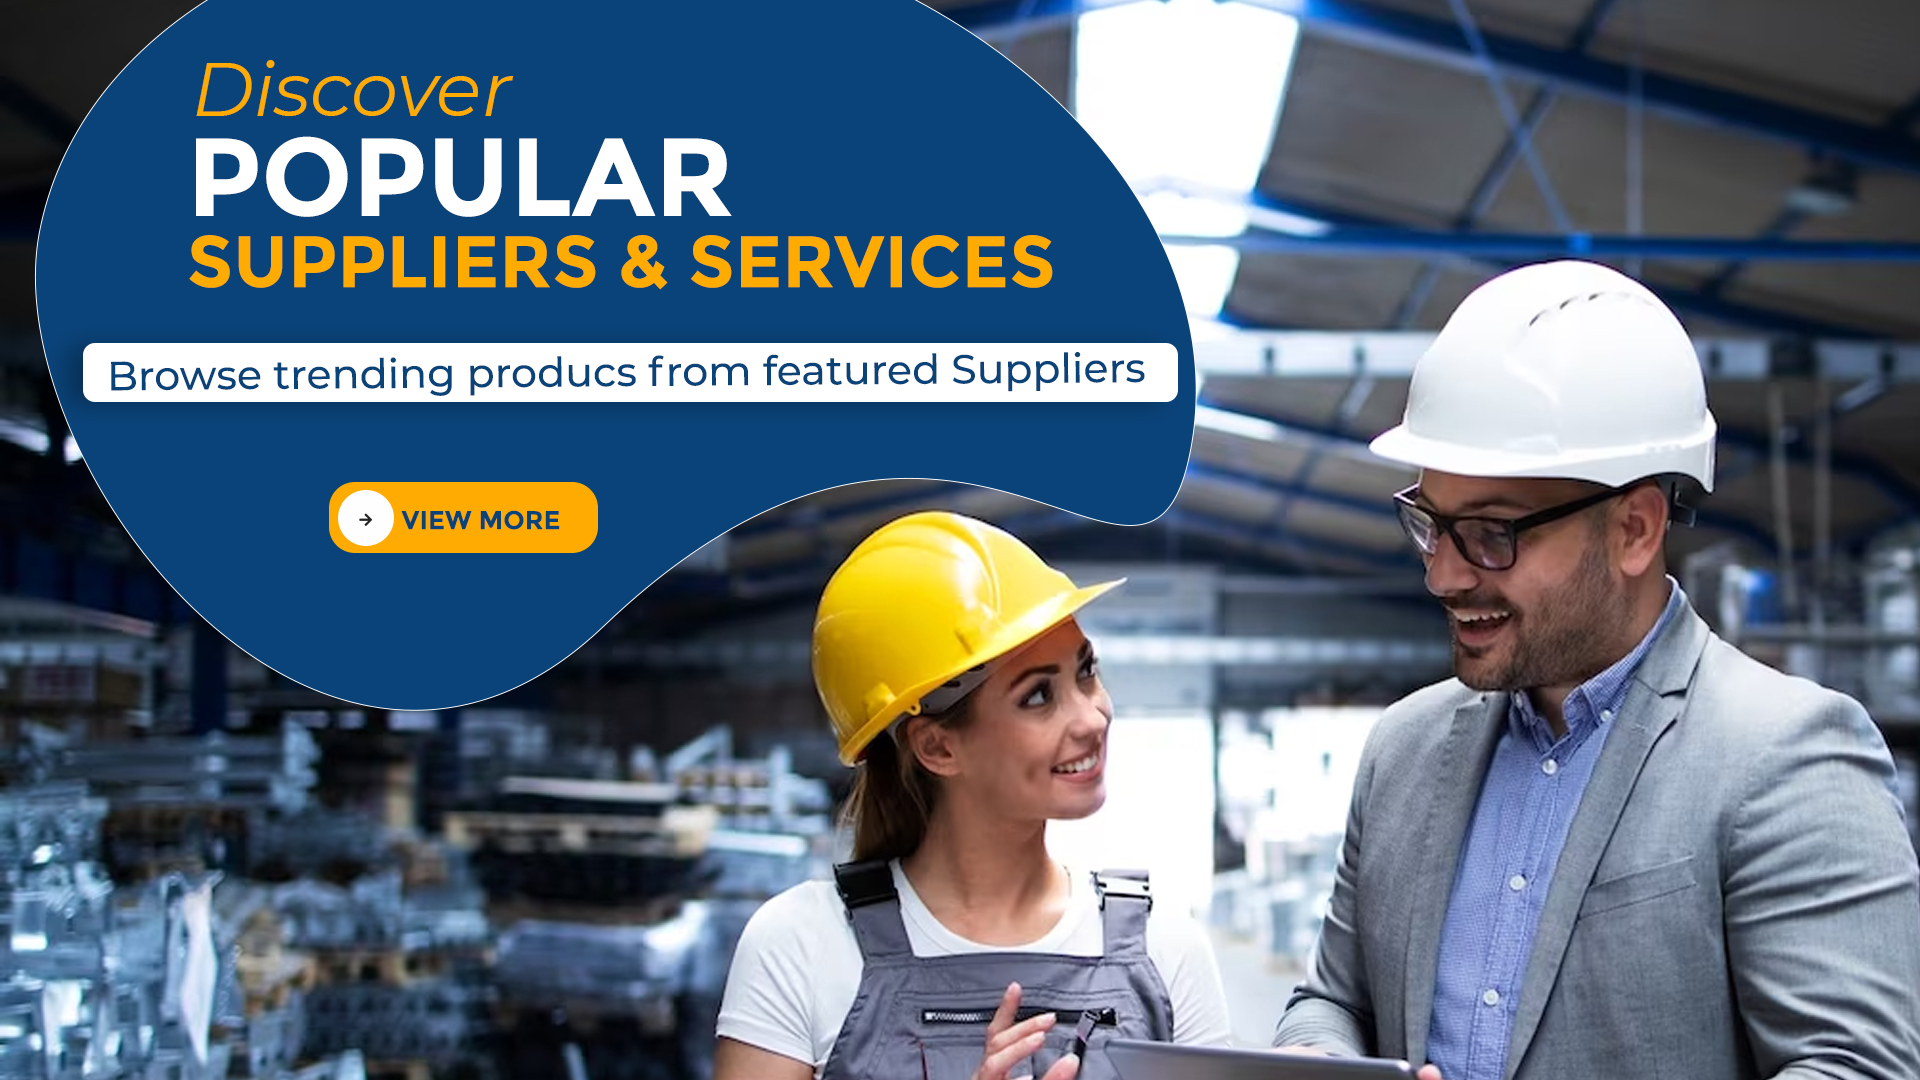 Discover
POPULAR
SUPPLIERS & SERVICES
Browse trending producs from featured Suppliers
VIEW MORE